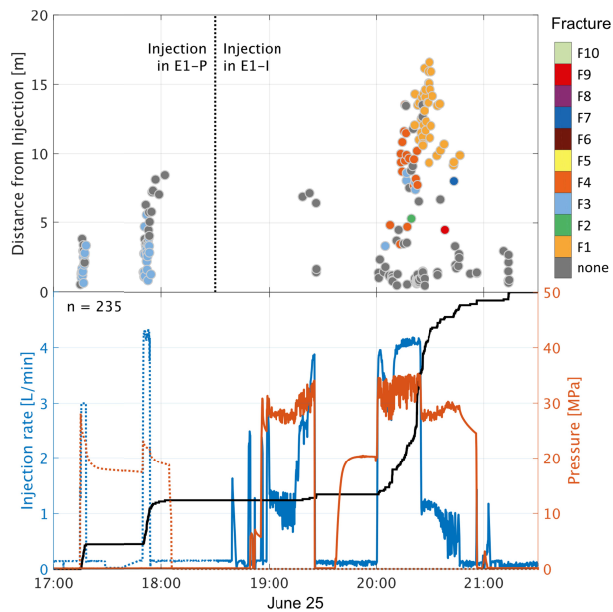 Fracture
F10
F9
F8
F7
F6
F5
F4
F3
F2
F1
none
Distance from Injection [m]
20
15
10
5
0
Injection in E1-P
Injection in E1-I
n = 235
Injection rate [L/min]
4
3
2
1
0
Pressure [MPa]
50
40
30
20
10
0
17:00 18:00 19:00 20:00 21:00
June 25